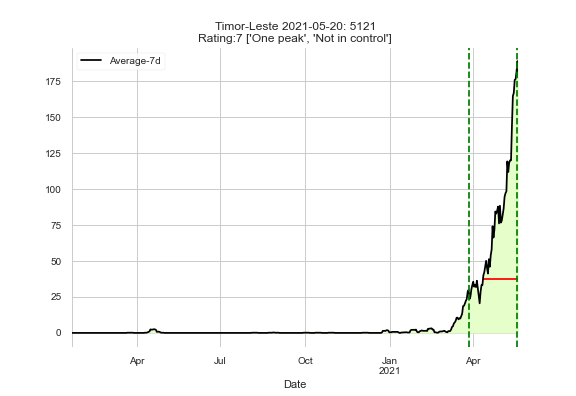 Timor-Leste 2021-05-20: 5121
Rating:7 ['One peak', 'Not in control']
Average-7d
175
150
125
100
75
50
25
0
Apr
Jul
Oct
Jan
2021
Apr
Date